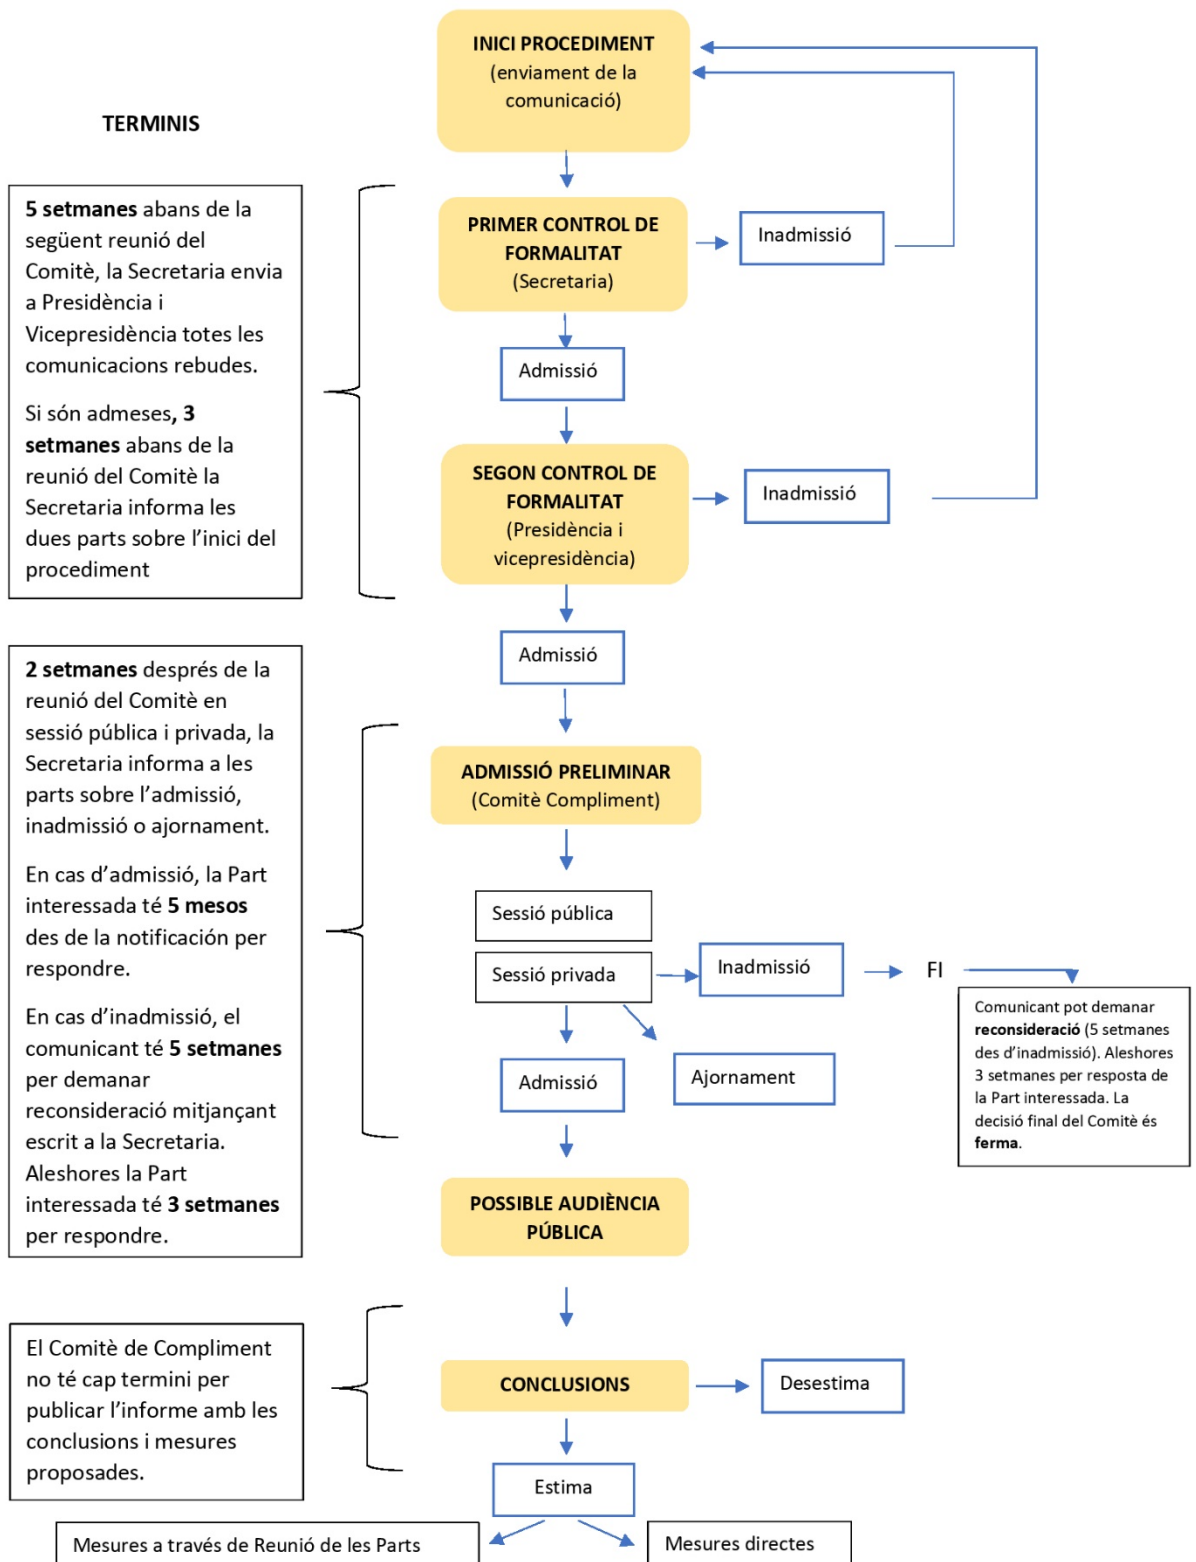 INICI PROCEDIMENT
(enviament de la
comunicació)
TERMINIS
5 setmanes abans de la
següent reunió del
Comitè, la Secretaria envia
a Presidència i
Vicepresidència totes les
comunicacions rebudes.
Si són admeses, 3
setmanes abans de la
reunió del Comitè la
Secretaria informa les
dues parts sobre l’inici del
procediment
PRIMER CONTROL DE
FORMALITAT
(Secretaria)
Inadmissió
Admissió
SEGON CONTROL DE
FORMALITAT
(Presidència i
vicepresidència)
Inadmissió
Admissió
2 setmanes després de la
reunió del Comitè en
sessió pública i privada, la
Secretaria informa a les
parts sobre l’admissió,
inadmissió o ajornament.
En cas d’admissió, la Part
interessada té 5 mesos
des de la notificación per
respondre.
En cas d’inadmissió, el
comunicant té 5 setmanes
per demanar
reconsideració mitjançant
escrit a la Secretaria.
Aleshores la Part
interessada té 3 setmanes
per respondre.
ADMISSIÓ PRELIMINAR
(Comitè Compliment)
Sessió pública
Sessió privada
Inadmissió
FI
Comunicant pot demanar
reconsideració (5 setmanes
des d’inadmissió). Aleshores
3 setmanes per resposta de
la Part interessada. La
decisió final del Comitè és
ferma.
Admissió
Ajornament
POSSIBLE AUDIÈNCIA
PÚBLICA
El Comitè de Compliment
no té cap termini per
publicar l’informe amb les
conclusions i mesures
proposades.
CONCLUSIONS
Desestima
Estima
Mesures a través de Reunió de les Parts
Mesures directes